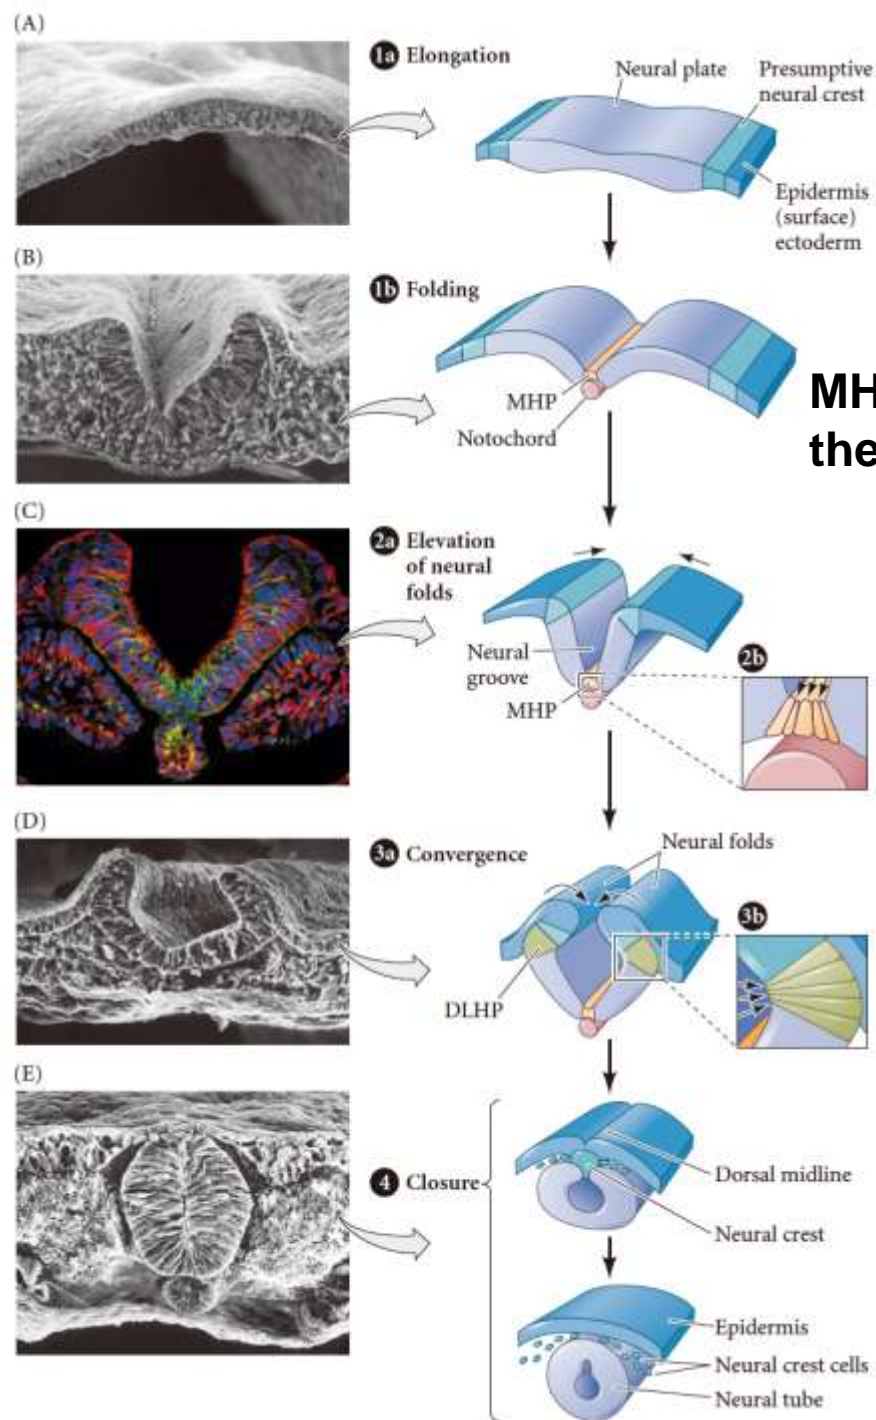 (A)
1a Elongation
Neural plate
Presumptive
neural crest
Epidermis
(surface)
ectoderm
(B)
1b Folding
MHP
Notochord
MH
the
(C)
2a Elevation
of neural
folds
Neural
groove
MHP
2b
(D)
3a Convergence
Neural folds
3b
DLHP
(E)
4 Closure
Dorsal midline
Neural crest
Epidermis
Neural crest cells
Neural tube